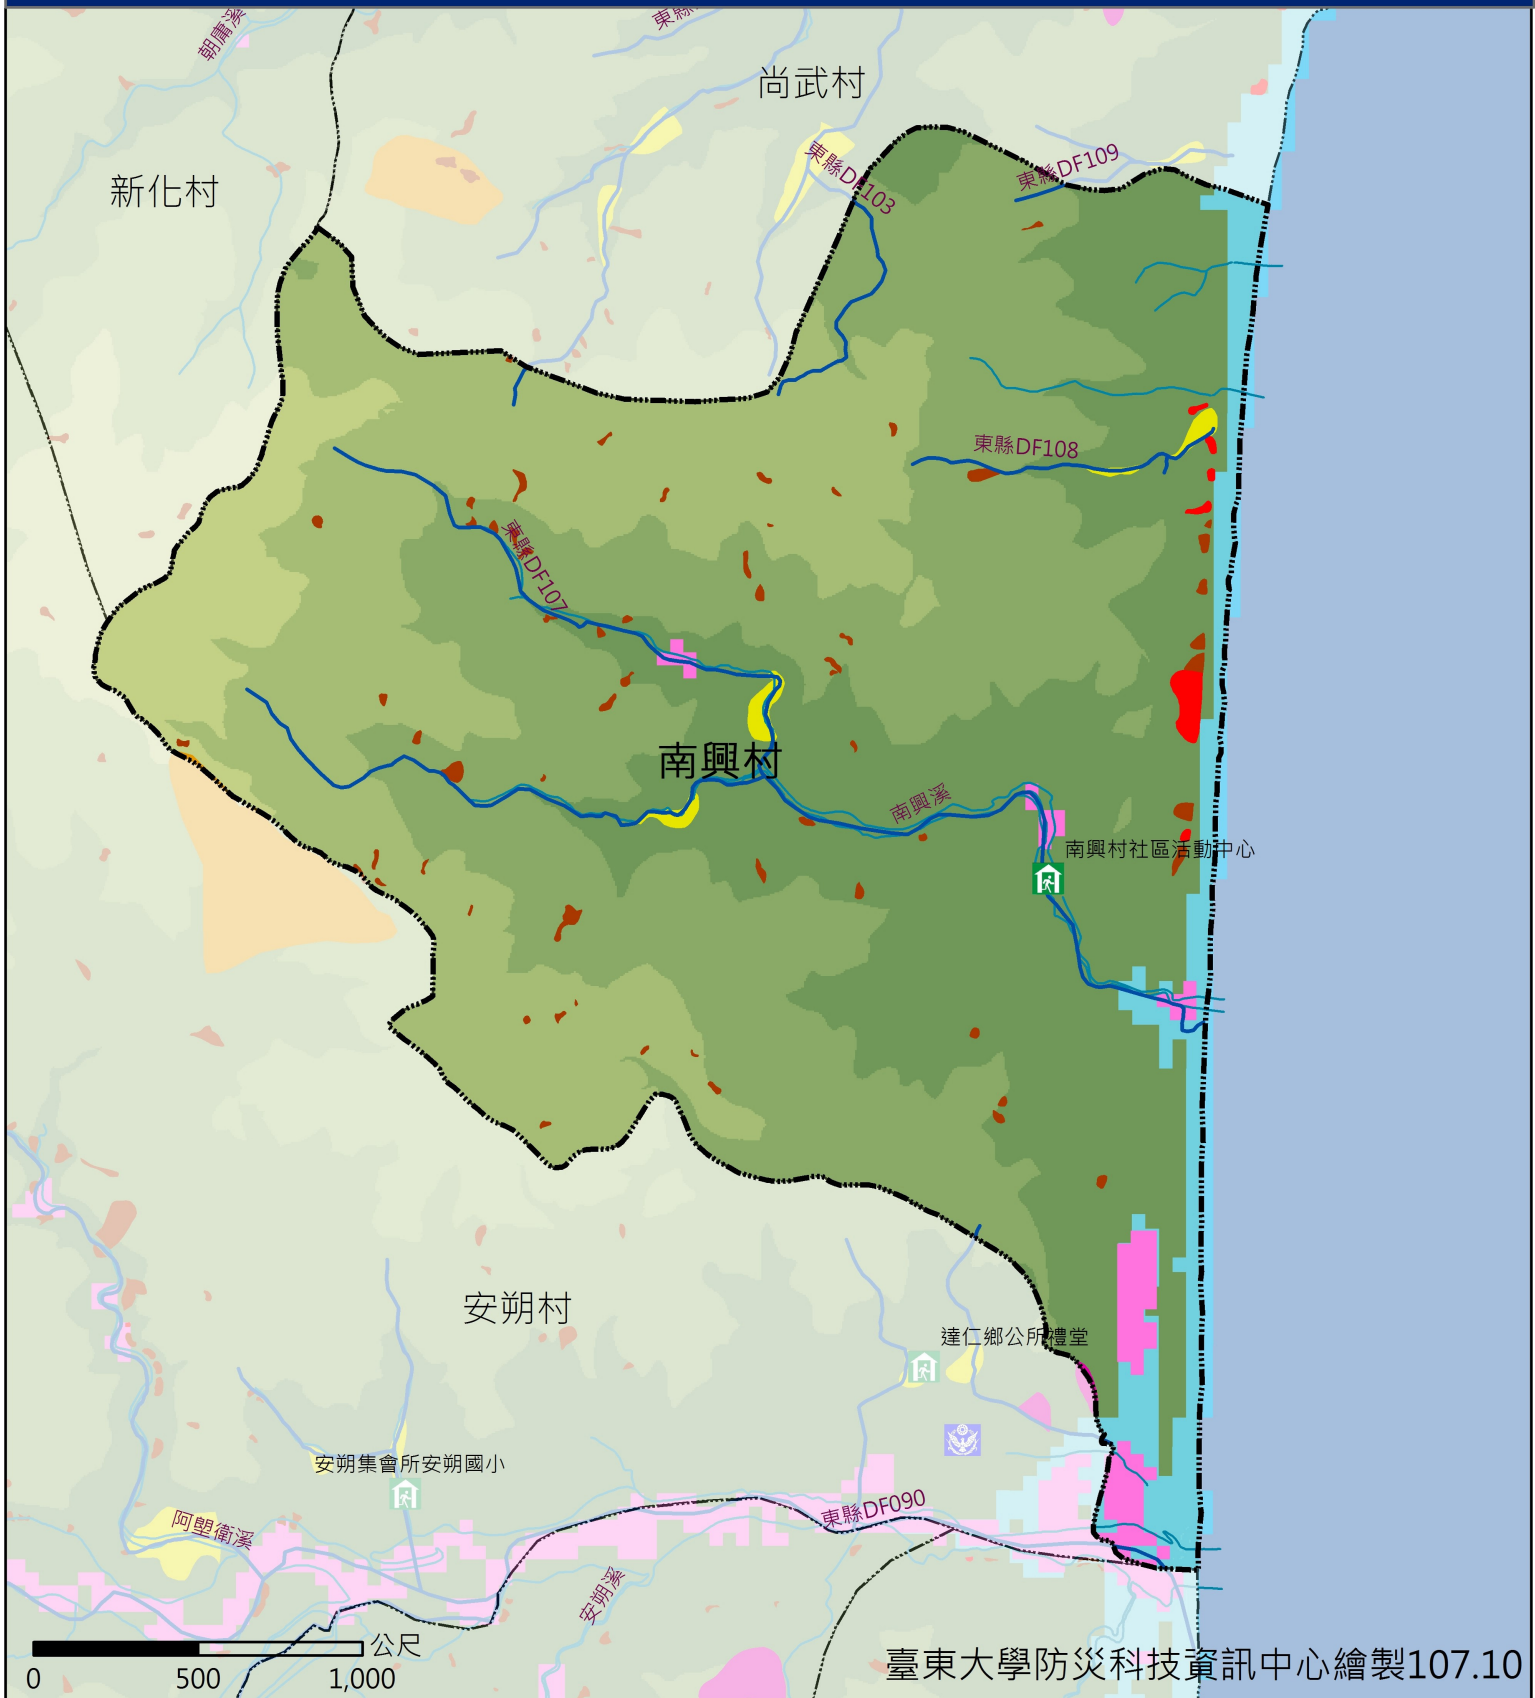 朝庸溪
東縣
尚武村
新化村
東縣DF103
東縣DF109
東縣DF108
東縣DF107
南興村
南興溪
南興村社區活動中心
安朔村
達仁鄉公所禮堂
安朔集會所安朔國小
阿塱衛溪
東縣DF090
安朔溪
公尺
0 500 1,000
臺東大學防災科技資訊中心繪製107.10